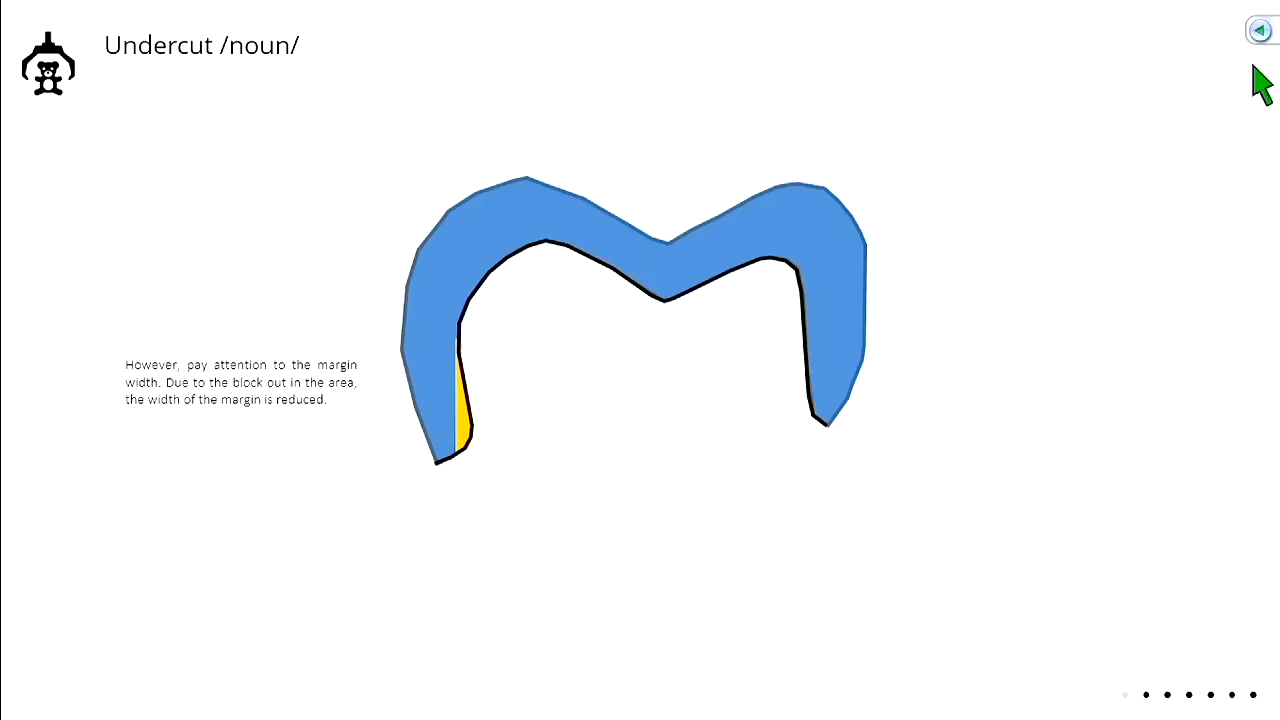 Undercut /noun/
However, pay attention to the margin
width. Due to the block out in the area,
the width of the margin is reduced.